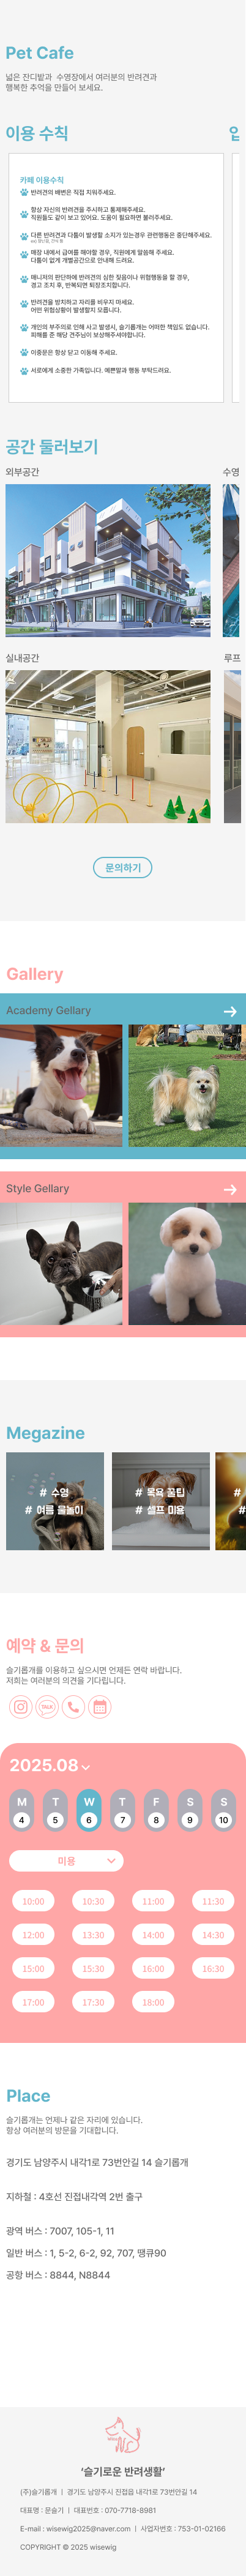 Pet Cafe
넓은 잔디밭과 수영장에서 여러분의 반려견과
행복한 추억을 만들어 보세요.
이용 수칙
카페 이용수칙
반려견의 배변은 직접 치워주세요.
항상 자신의 반려견을 주시하고 통제해주세요.
직원들도 같이 보고 있어요. 도움이 필요하면 불러주세요.
다른 반려견과 다툼이 발생할 소지가 있는경우 관련행동은 중단해주세요.
매장 내에서 급여를 해야할 경우, 직원에게 말씀해 주세요.
다툼이 없게 개별공간으로 안내해 드려요.
매니저의 판단하에 반려견의 심한 짖음이나 위협행동을 할 경우,
경고 조치 후, 반복되면 퇴장조치합니다.
반려견을 방치하고 자리를 비우지 마세요.
어떤 위험상황이 발생할지 모릅니다.
개인의 부주의로 인해 사고 발생시, 슬기롭개는 어떠한 책임도 없습니다.
피해를 준 해당 견주님이 보상해주셔야합니다.
이중문은 항상 닫고 이동해 주세요.
서로에게 소중한 가족입니다. 예쁜말과 행동 부탁드려요.
공간 둘러보기
외부공간
수영
실내공간
루프
문의하기
Gallery
Academy Gellary
Style Gellary
Megazine
# 수영
# 여름 물놀이
# 목욕 꿀팁
# 셀프 미용
#
#
예약 & 문의
슬기롭개를 이용하고 싶으시면 언제든 연락 바랍니다.
저희는 여러분의 의견을 기다립니다.
TALK
2025.08
M T W T F S S
4 5 6 7 8 9 10
미용
10:00 10:30 11:00 11:30
12:00 13:30 14:00 14:30
15:00 15:30 16:00 16:30
17:00 17:30 18:00
Place
슬기롭개는 언제나 같은 자리에 있습니다.
항상 여러분의 방문을 기대합니다.
경기도 남양주시 내각1로 73번안길 14 슬기롭개
지하철 : 4호선 진접내각역 2번 출구
광역 버스 : 7007, 105-1, 11
일반 버스 : 1, 5-2, 6-2, 92, 707, 땡큐90
공항 버스 : 8844, N8844
‘슬기로운 반려생활’
(주)슬기롭개 ㅣ 경기도 남양주시 진접읍 내각1로 73번안길 14
대표명 : 문슬기 ㅣ 대표번호 : 070-7718-8981
E-mail : wisewig2025@naver.com ㅣ 사업자번호 : 753-01-02166
COPYRIGHT © 2025 wisewig